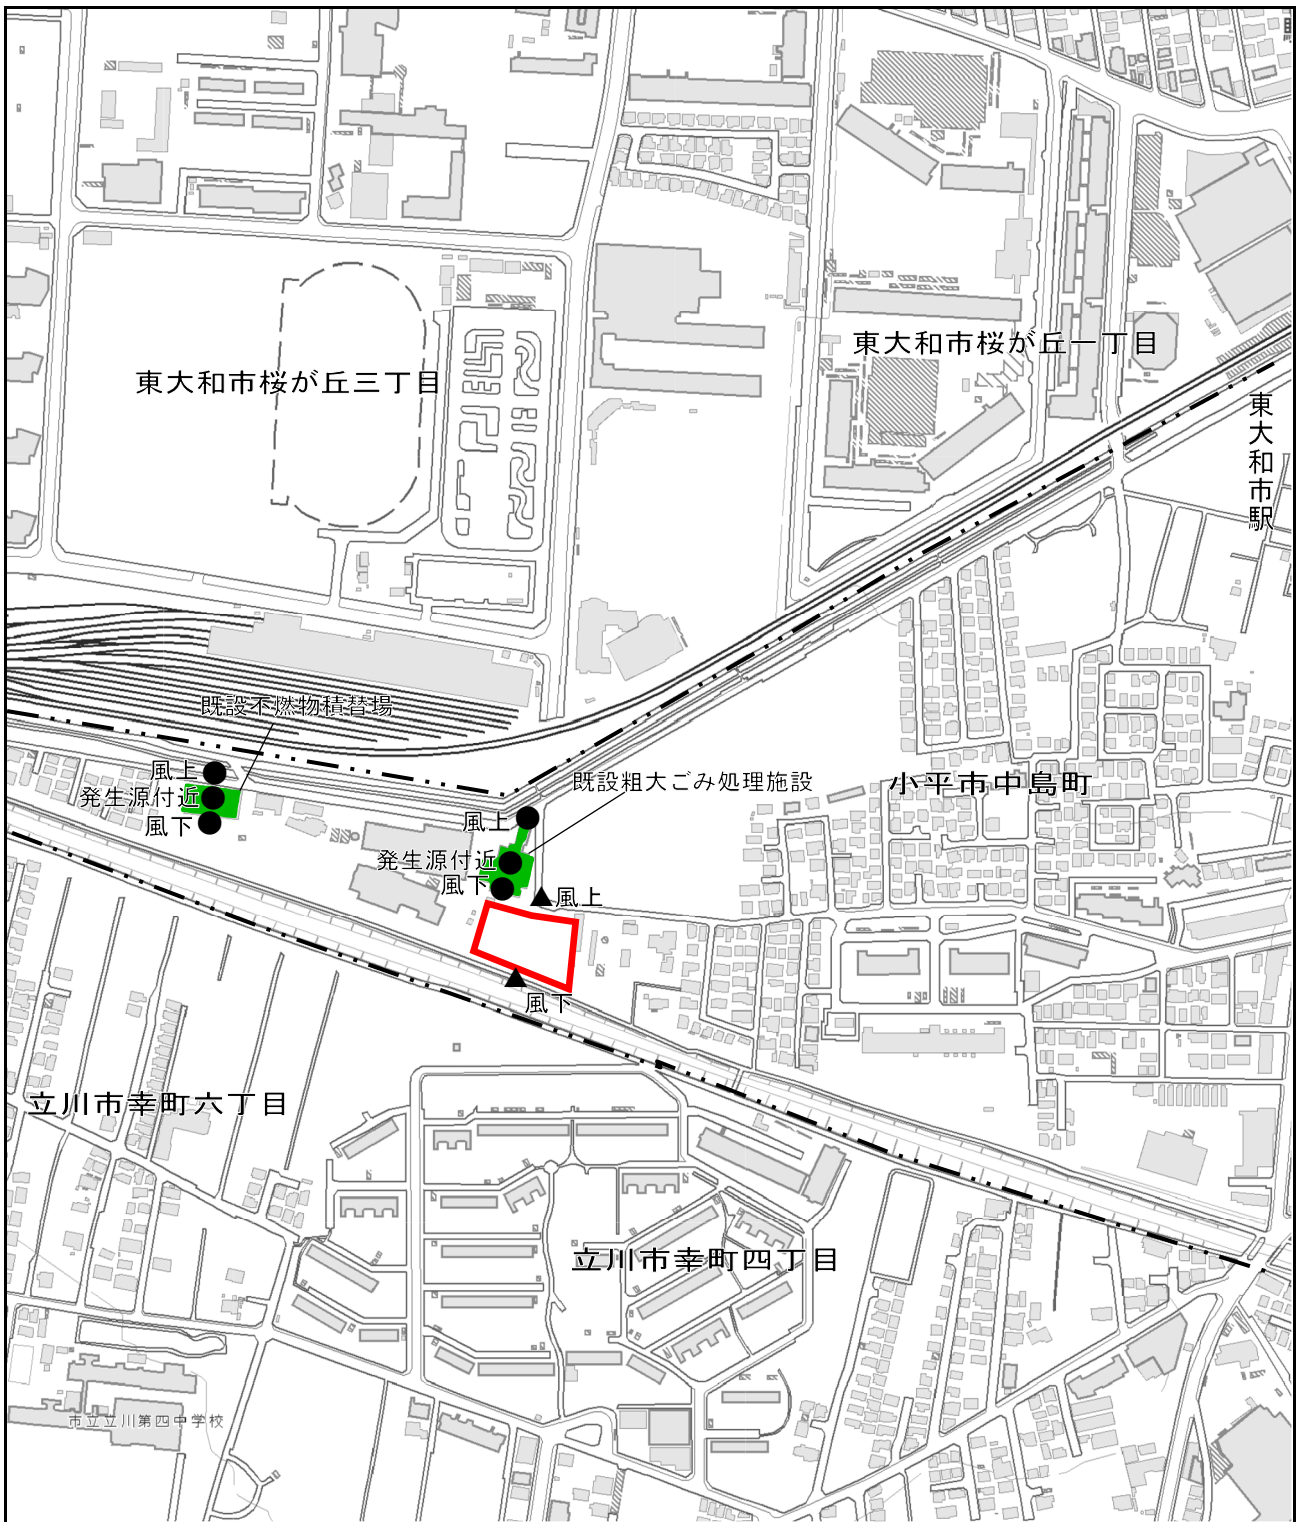 東大和市桜が丘一丁目
東大和市桜が丘三丁目
東大和市駅
既設不燃物積替場
風上
発生源付近
風下
既設粗大ごみ処理施設
小平市中島町
風上
発生源付近
風下
風上
風下
立川市幸町六丁目
立川市幸町四丁目
市立立川第四中学校